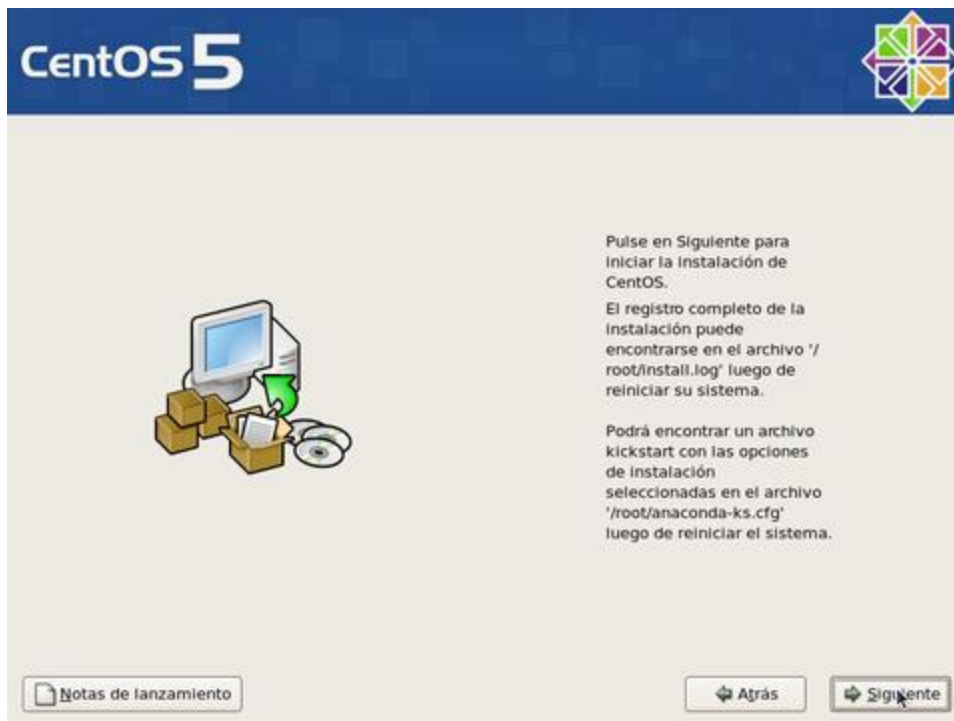 CentOS 5
Pulse en Siguiente para
iniciar la instalación de
CentOS.
El registro completo de la
instalación puede
encontrarse en el archivo '/
root/install.log' luego de
reiniciar su sistema.
Podrá encontrar un archivo
kickstart con las opciones
de instalación
seleccionadas en el archivo
'/root/anaconda-ks.cfg'
luego de reiniciar el sistema.
Notas de lanzamiento
Atrás
Siguiente